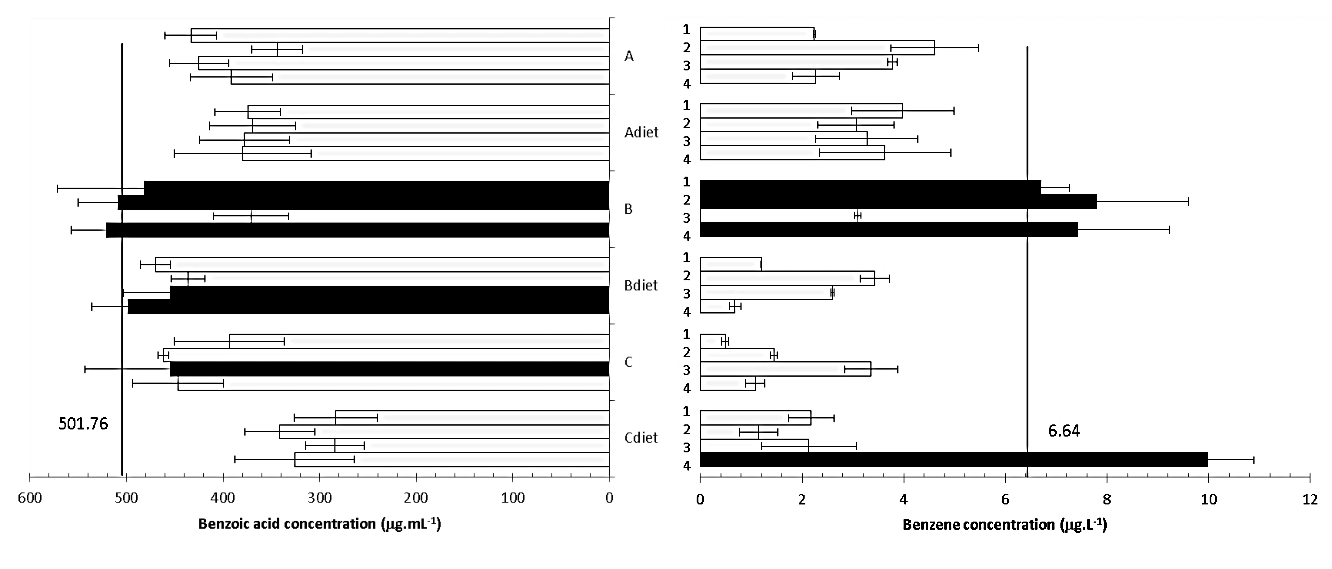 A
Adiet
B
Bdiet
C
Cdiet
501.76
600 500 400 300 200 100 0
Benzoic acid concentration (µg.mL⁻¹)
1
2
3
4
1
2
3
4
1
2
3
4
1
2
3
4
1
2
3
4
1
2
3
4
6.64
0 2 4 6 8 10 12
Benzene concentration (µg.L⁻¹)